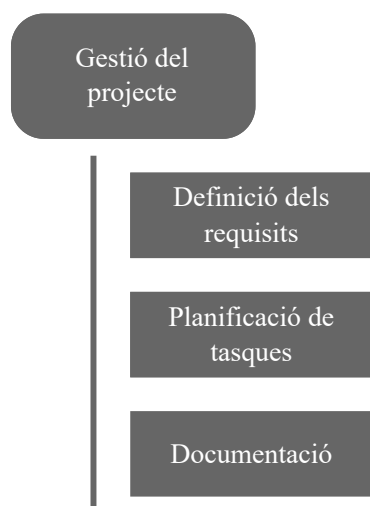 Gestió del
projecte
Definició dels
requisits
Planificació de
tasques
Documentació